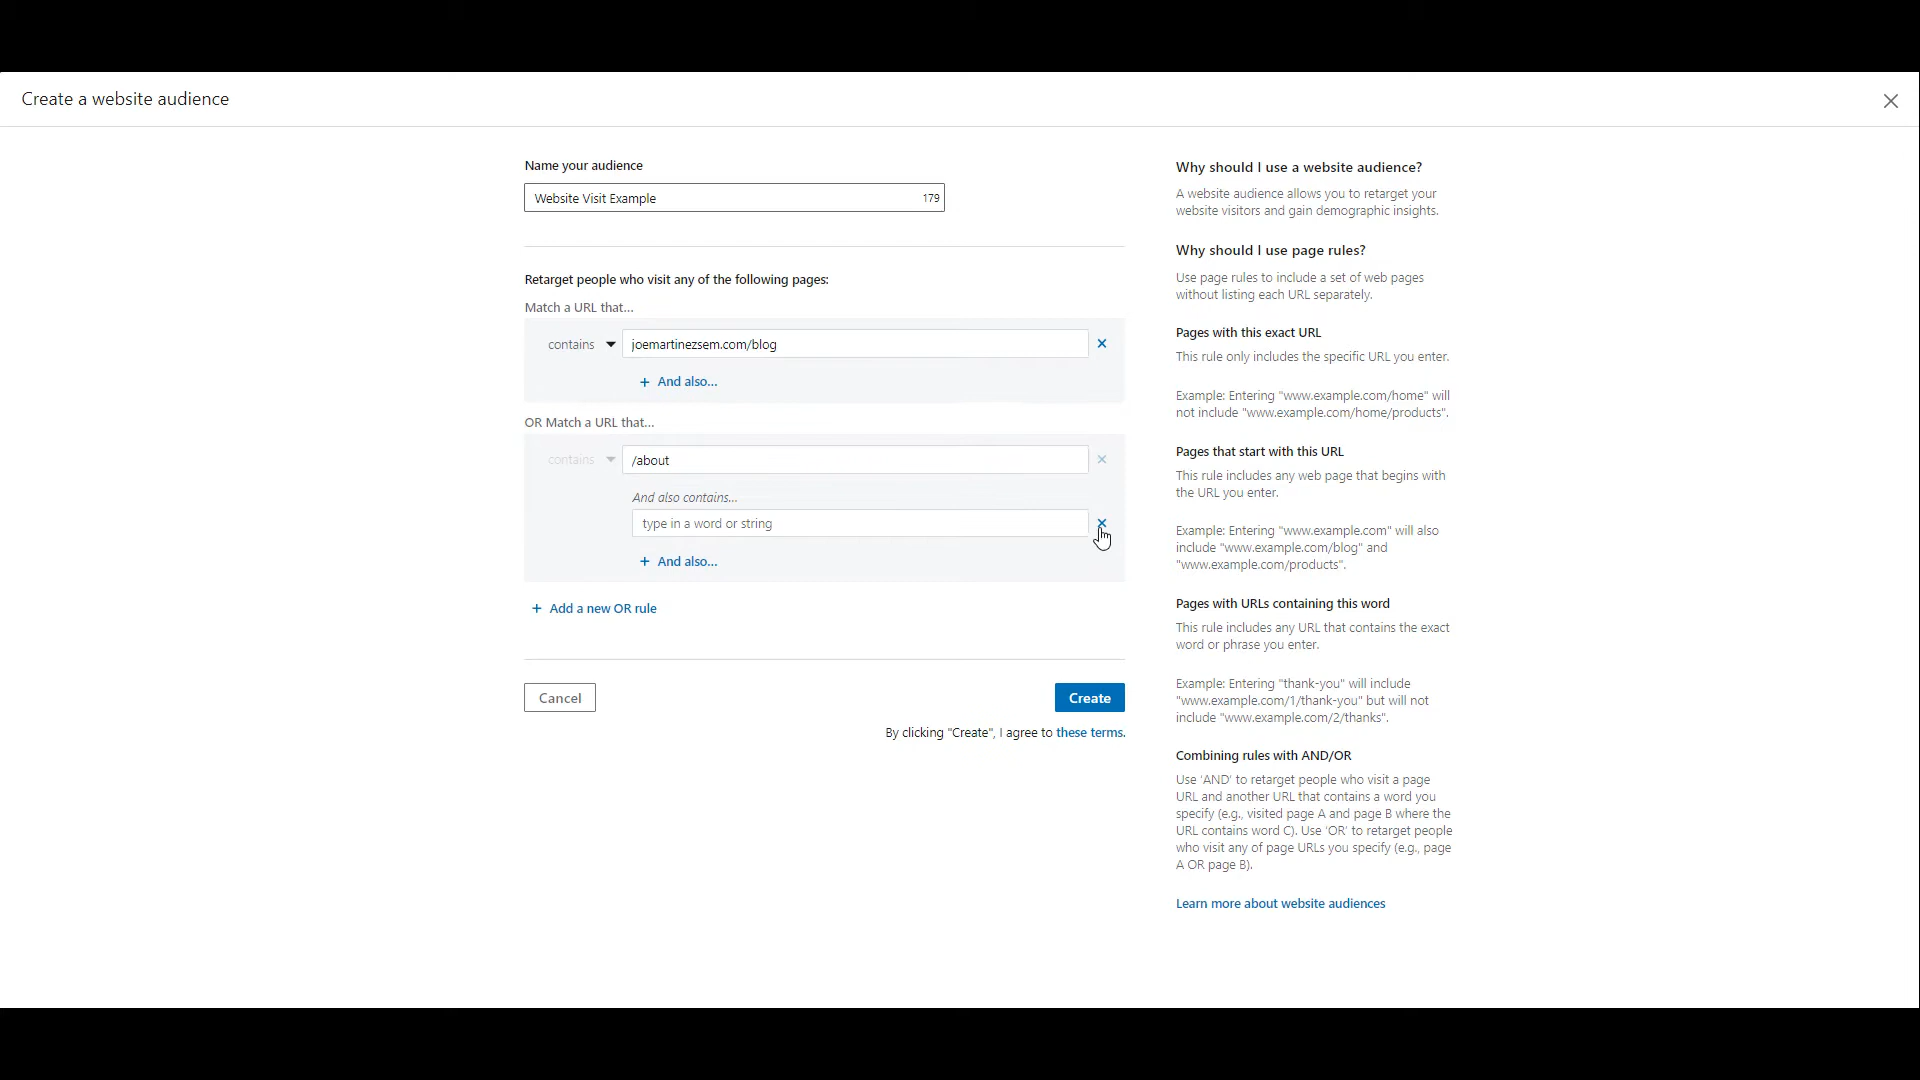 Create a website audience
Name your audience
Website Visit Example 179
Retarget people who visit any of the following pages:
Match a URL that...
contains joemartinezsem.com/blog
+ And also...
OR Match a URL that...
contains /about
And also contains...
type in a word or string
+ And also...
+ Add a new OR rule
Cancel Create
By clicking "Create", I agree to these terms.
Why should I use a website audience?
A website audience allows you to retarget your
website visitors and gain demographic insights.
Why should I use page rules?
Use page rules to include a set of web pages
without listing each URL separately.
Pages with this exact URL
This rule only includes the specific URL you enter.
Example: Entering "www.example.com/home" will
not include "www.example.com/home/products".
Pages that start with this URL
This rule includes any web page that begins with
the URL you enter.
Example: Entering "www.example.com" will also
include "www.example.com/blog" and
"www.example.com/products".
Pages with URLs containing this word
This rule includes any URL that contains the exact
word or phrase you enter.
Example: Entering "thank-you" will include
"www.example.com/1/thank-you" but will not
include "www.example.com/2/thanks".
Combining rules with AND/OR
Use 'AND' to retarget people who visit a page
URL and another URL that contains a word you
specify (e.g., visited page A and page B where the
URL contains word C). Use 'OR' to retarget people
who visit any of page URLs you specify (e.g., page
A OR page B).
Learn more about website audiences